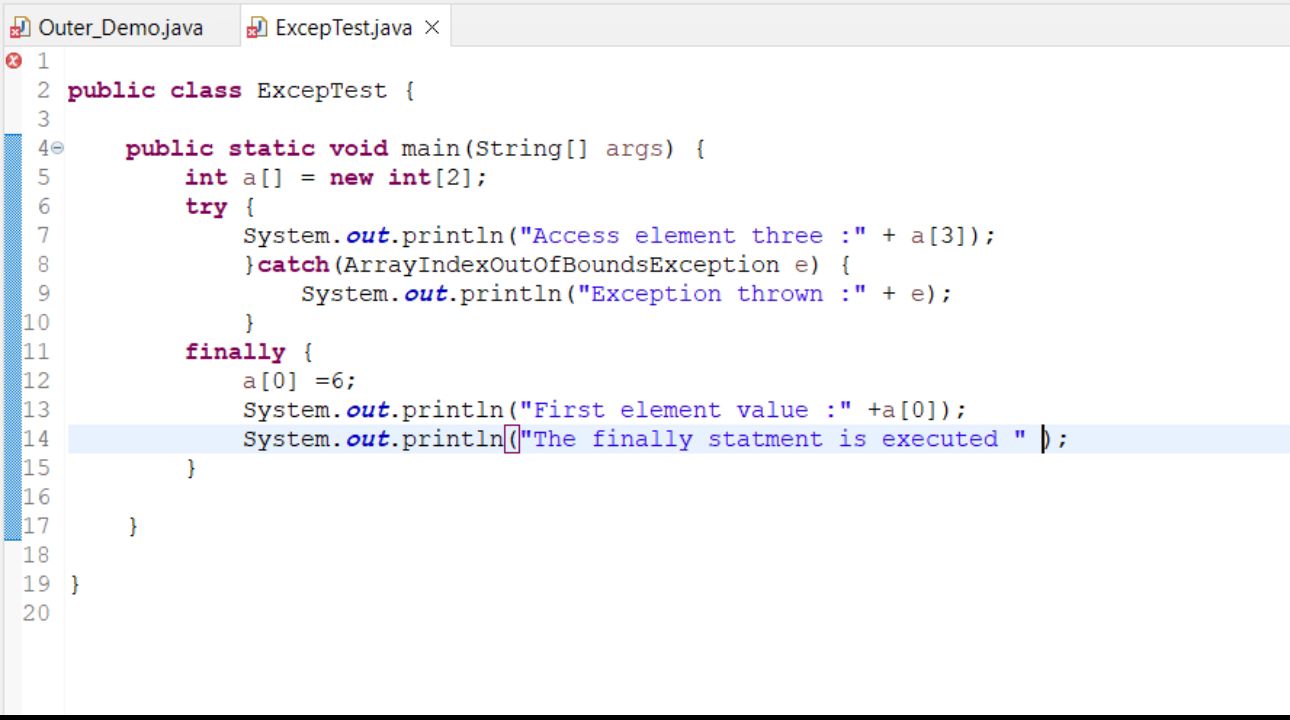 Outer_Demo.java ExcepTest.java
1
2 public class ExcepTest {
3
4 public static void main(String[] args) {
5 int a[] = new int[2];
6 try {
7 System.out.println("Access element three :" + a[3]);
8 }catch(ArrayIndexOutOfBoundsException e) {
9 System.out.println("Exception thrown :" + e);
10 }
11 finally {
12 a[0] =6;
13 System.out.println("First element value :" +a[0]);
14 System.out.println("The finally statment is executed " );
15 }
16
17 }
18
19 }
20